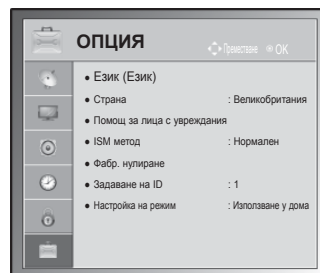 ОПЦИЯ
Преместване OK
• Език (Език)
• Страна : Великобритания
• Помощ за лица с увреждания
• ISM метод : Нормален
• Фабр. нулиране
• Задаване на ID : 1
• Настройка на режим : Използване у дома